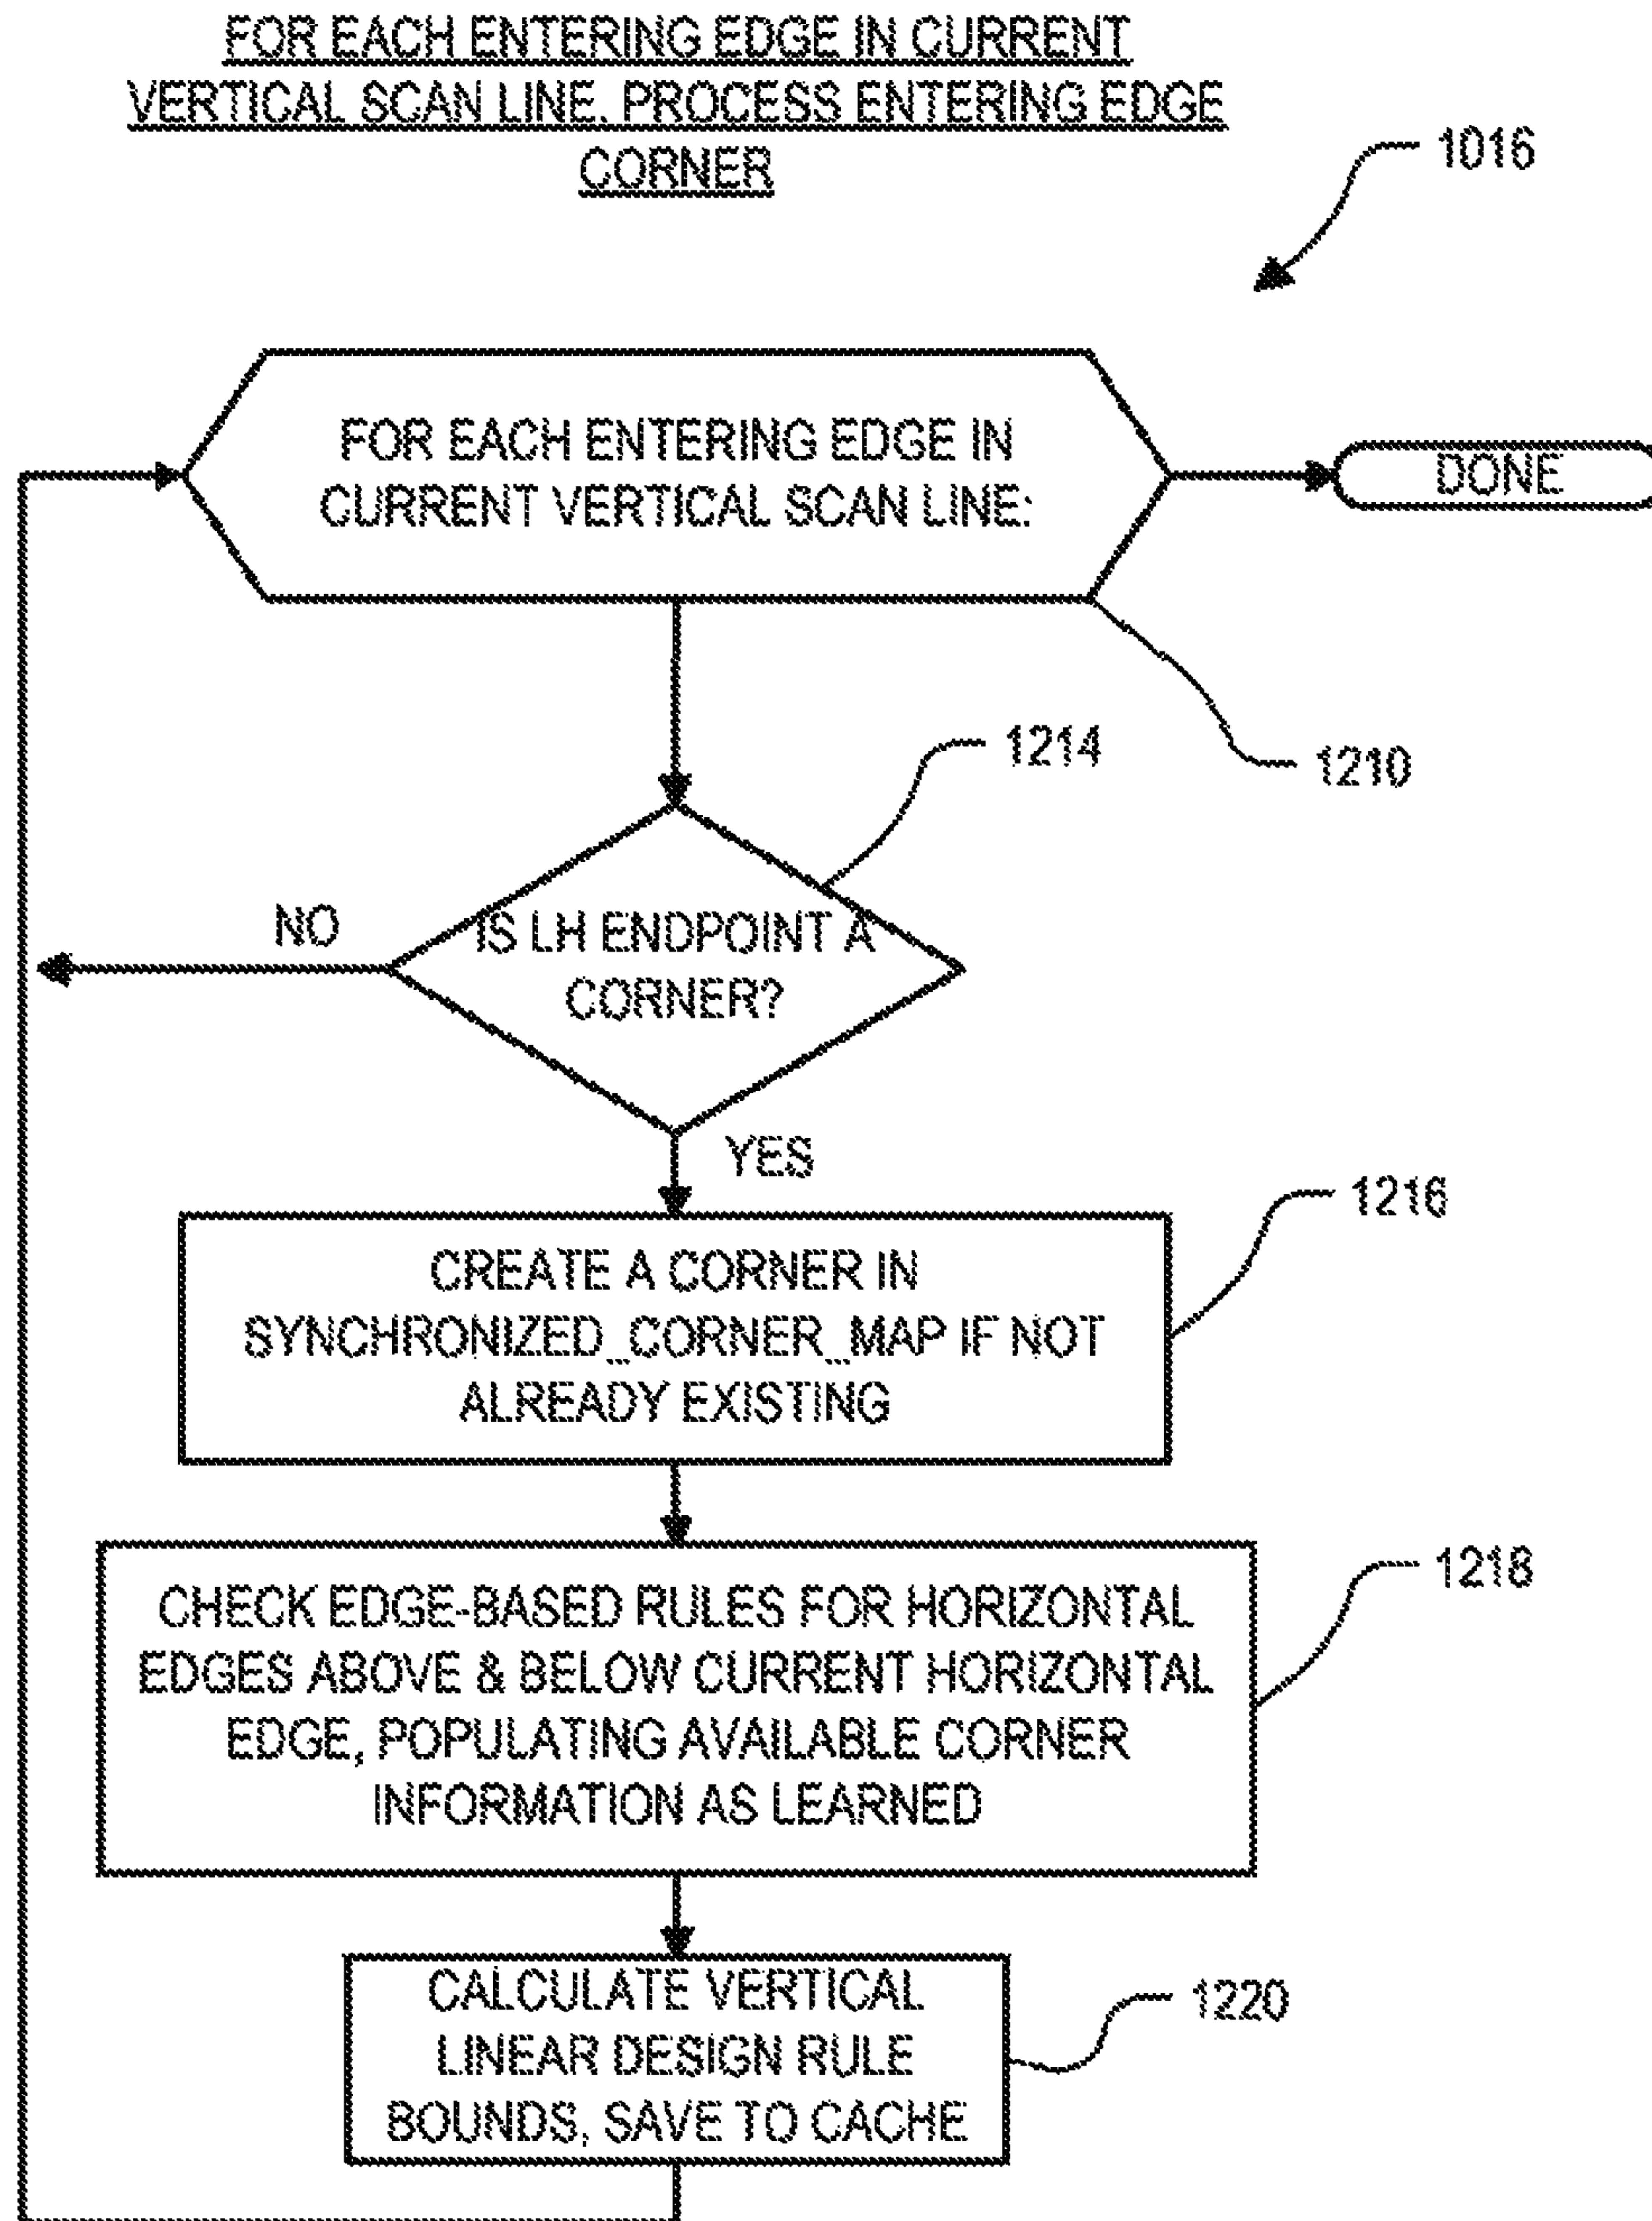 FOR EACH ENTERING EDGE IN CURRENT
VERTICAL SCAN LINE, PROCESS ENTERING EDGE
CORNER
1016
FOR EACH ENTERING EDGE IN
CURRENT VERTICAL SCAN LINE:
DONE
1210
1214
IS LH ENDPOINT A
CORNER?
NO
YES
1216
CREATE A CORNER IN
SYNCHRONIZED_CORNER_MAP IF NOT
ALREADY EXISTING
1218
CHECK EDGE-BASED RULES FOR HORIZONTAL
EDGES ABOVE & BELOW CURRENT HORIZONTAL
EDGE, POPULATING AVAILABLE CORNER
INFORMATION AS LEARNED
CALCULATE VERTICAL
LINEAR DESIGN RULE
BOUNDS, SAVE TO CACHE
1220